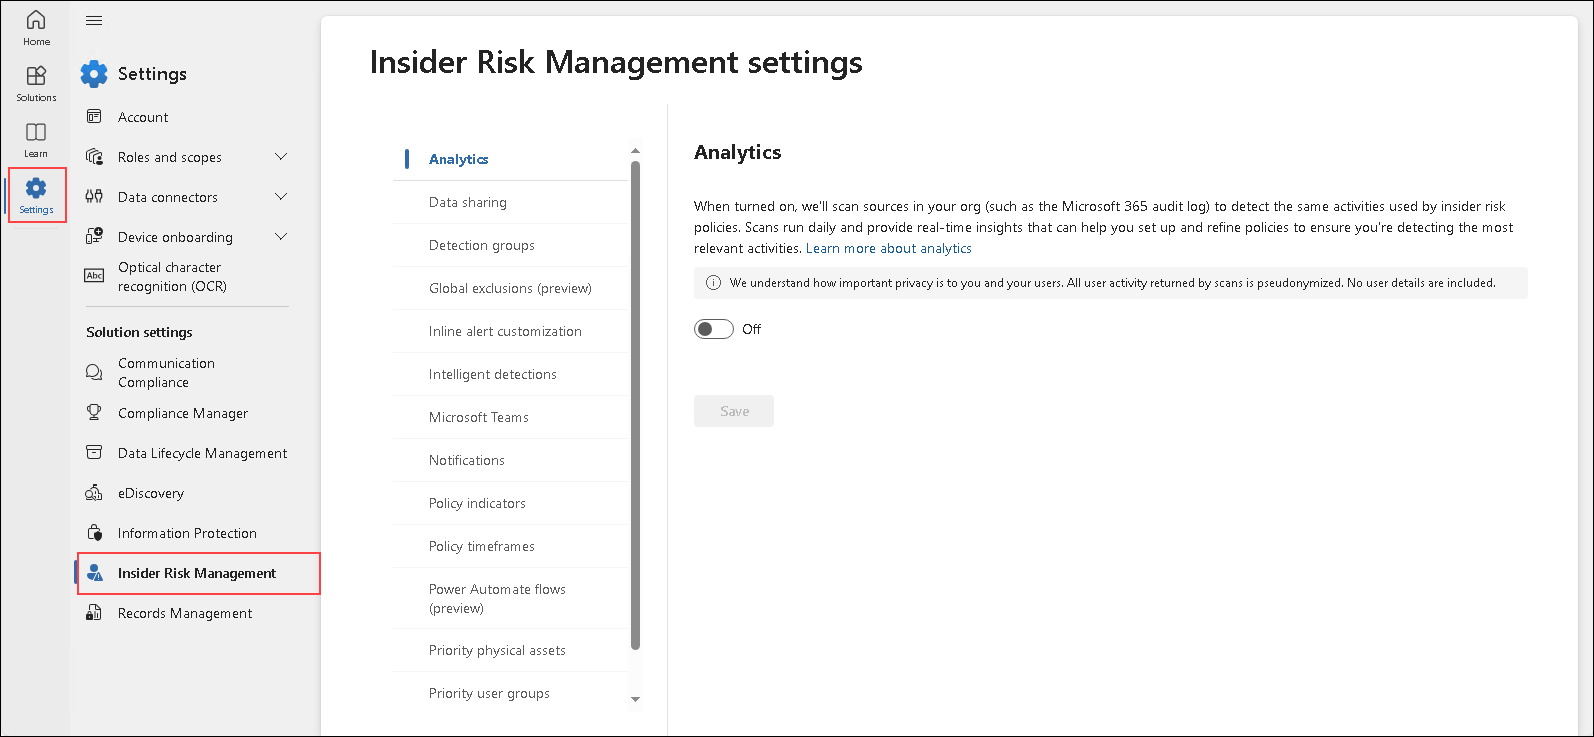 Home
Solutions
Learn
Settings
Settings
Account
Roles and scopes
Data connectors
Device onboarding
Abc
Optical character
recognition (OCR)
Solution settings
Communication
Compliance
Compliance Manager
Data Lifecycle Management
eDiscovery
Information Protection
Insider Risk Management
Records Management
Insider Risk Management settings
Analytics
Data sharing
Detection groups
Global exclusions (preview)
Inline alert customization
Intelligent detections
Microsoft Teams
Notifications
Policy indicators
Policy timeframes
Power Automate flows
(preview)
Priority physical assets
Priority user groups
Analytics
When turned on, we'll scan sources in your org (such as the Microsoft 365 audit log) to detect the same activities used by insider risk
policies. Scans run daily and provide real-time insights that can help you set up and refine policies to ensure you're detecting the most
relevant activities. Learn more about analytics
We understand how important privacy is to you and your users. All user activity returned by scans is pseudonymized. No user details are included.
Off
Save